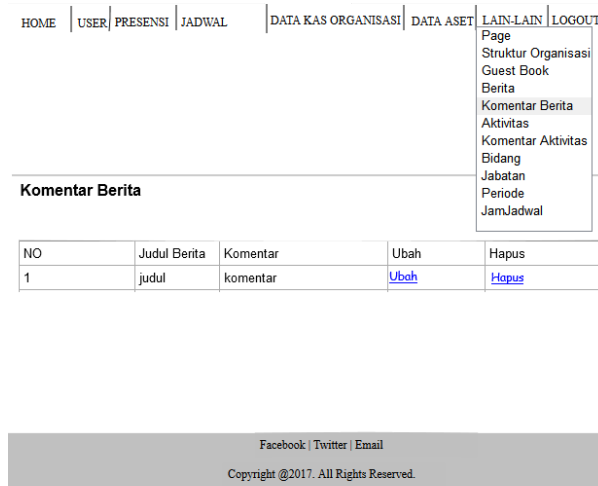 HOME USER PRESENSI JADWAL DATA KAS ORGANISASI DATA ASET LAIN-LAIN LOGOUT
Page
Struktur Organisasi
Guest Book
Berita
Komentar Berita
Aktivitas
Komentar Aktivitas
Bidang
Jabatan
Periode
JamJadwal
Komentar Berita
NO Judul Berita Komentar Ubah Hapus
1 judul komentar Ubah Hapus
Facebook | Twitter | Email
Copyright @2017. All Rights Reserved.